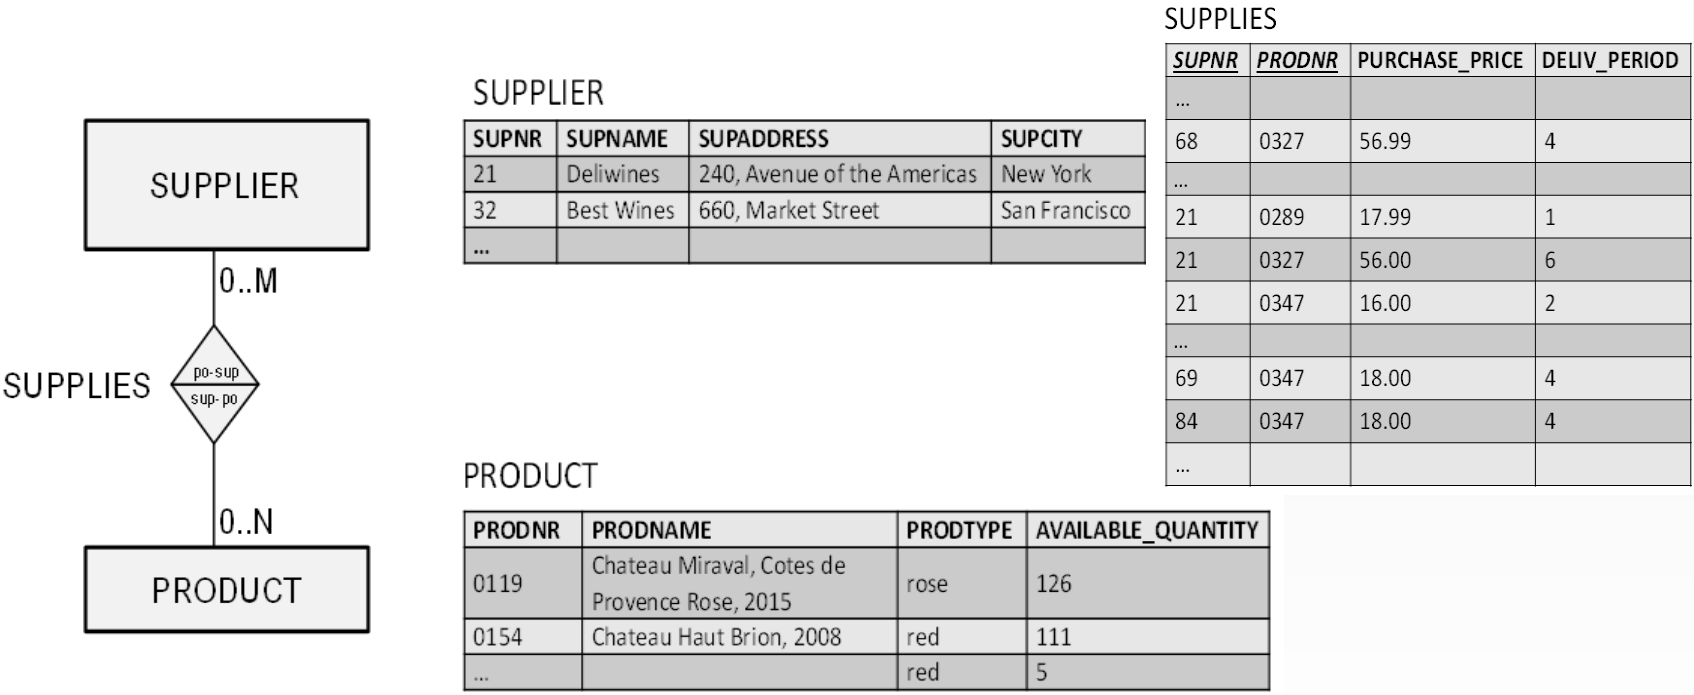 SUPPLIER
0..M
SUPPLIES
po-sup
sup-po
0..N
PRODUCT
SUPPLIER
SUPNR SUPNAME SUPADDRESS SUPCITY
21 Deliwines 240, Avenue of the Americas New York
32 Best Wines 660, Market Street San Francisco
...
PRODUCT
PRODNR PRODNAME PRODTYPE AVAILABLE_QUANTITY
0119 Chateau Miraval, Cotes de
Provence Rose, 2015 rose 126
0154 Chateau Haut Brion, 2008 red 111
... red 5
SUPPLIES
SUPNR PRODNR PURCHASE_PRICE DELIV_PERIOD
...
68 0327 56.99 4
...
21 0289 17.99 1
21 0327 56.00 6
21 0347 16.00 2
...
69 0347 18.00 4
84 0347 18.00 4
...